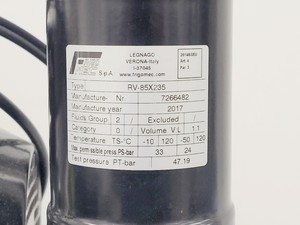 LEGNAGO
VERONA-Italy
I-37045
S.p.A.
www.frigomec.com
Type RV-85X235
Manufacture- Nr. 7266482
Manufacture year 2017
Fluids Group 2 / Excluded /
Category 0 / Volume V.L 1.1
Temperature TS-°C -10 120 -50 120
Max permissible press.PS-bar 33 24
Test pressure PT-bar 47.19